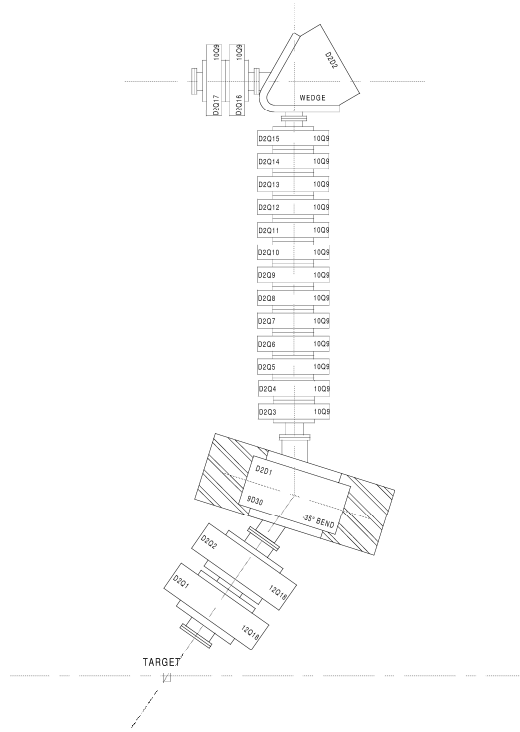 10Q9
10Q9
D2D2
D2Q17
D2Q16
WEDGE
D2Q15 10Q9
D2Q14 10Q9
D2Q13 10Q9
D2Q12 10Q9
D2Q11 10Q9
D2Q10 10Q9
D2Q9 10Q9
D2Q8 10Q9
D2Q7 10Q9
D2Q6 10Q9
D2Q5 10Q9
D2Q4 10Q9
D2Q3 10Q9
D2D1
9D30
-35° BEND
D2Q2
12Q18
D2Q1
12Q18
TARGET